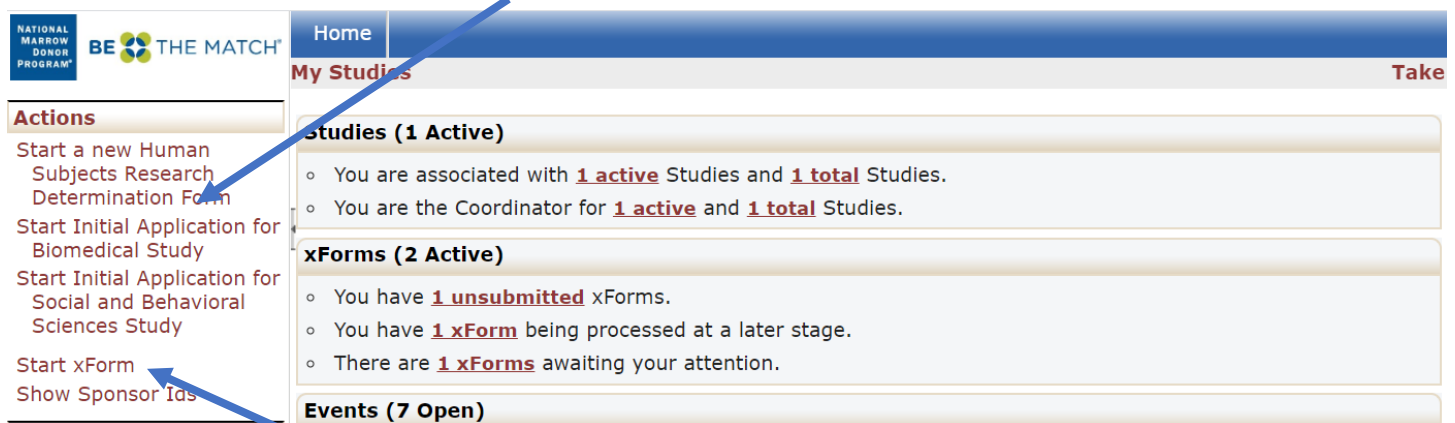 NATIONAL
MARROW
DONOR
PROGRAM®
BE THE MATCH®
Home
My Studies
Take
Actions
Start a new Human
Subjects Research
Determination Form
Start Initial Application for
Biomedical Study
Start Initial Application for
Social and Behavioral
Sciences Study
Start xForm
Show Sponsor Ids
Studies (1 Active)
You are associated with 1 active Studies and 1 total Studies.
You are the Coordinator for 1 active and 1 total Studies.
xForms (2 Active)
You have 1 unsubmitted xForms.
You have 1 xForm being processed at a later stage.
There are 1 xForms awaiting your attention.
Events (7 Open)